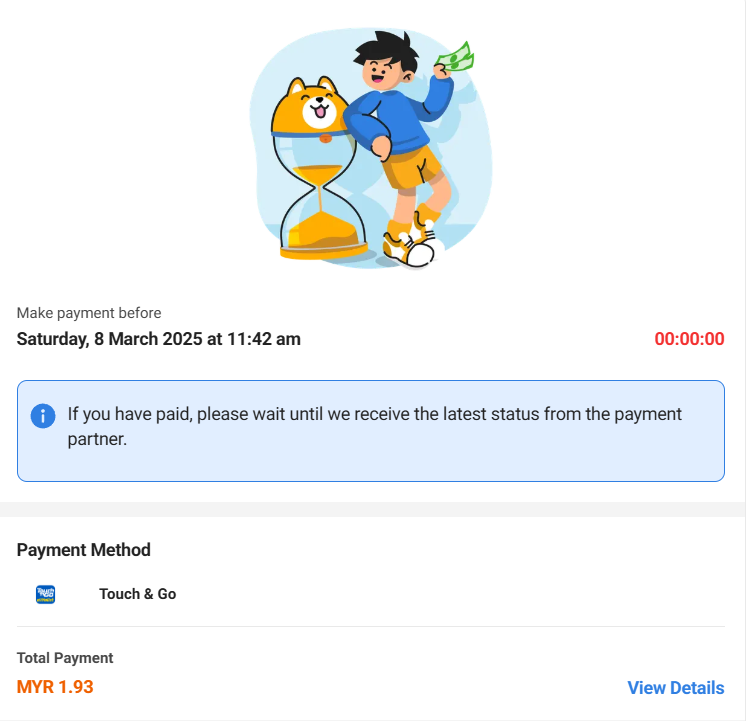 Make payment before
Saturday, 8 March 2025 at 11:42 am
00:00:00
If you have paid, please wait until we receive the latest status from the payment
partner.
Payment Method
Touch & Go
Total Payment
MYR 1.93
View Details